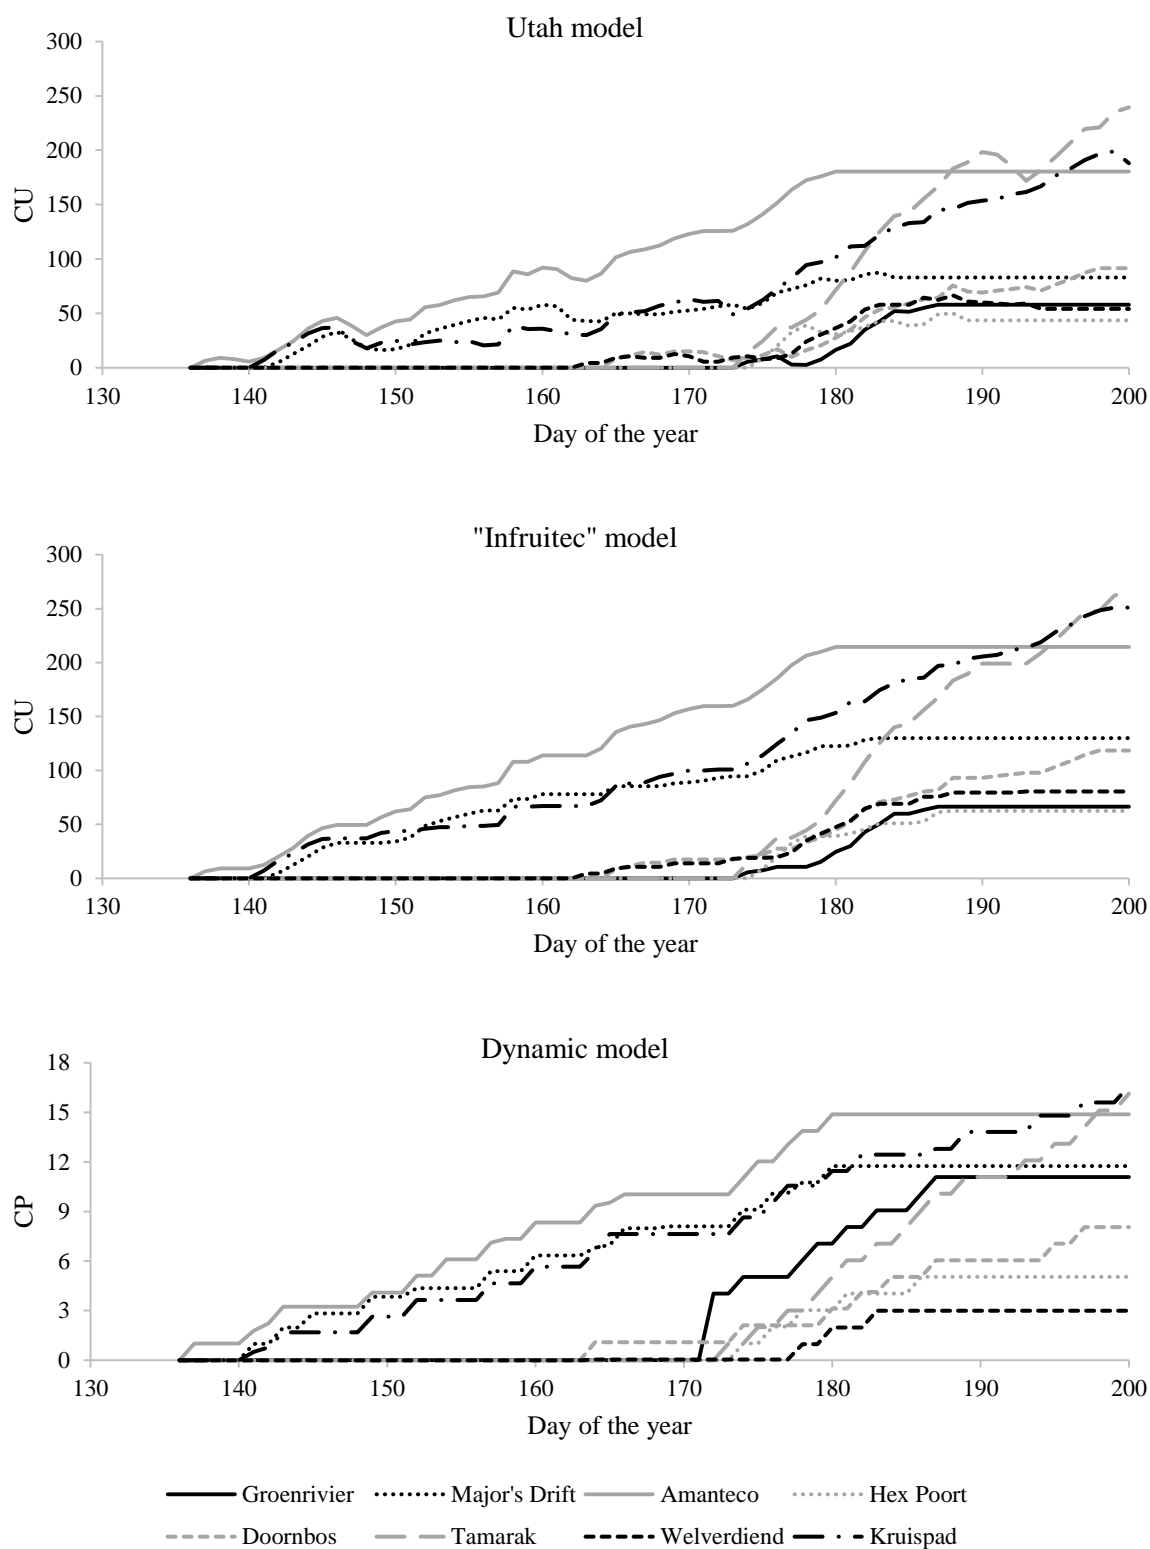 Utah model
300
250
200
150
100
50
0
CU
130 140 150 160 170 180 190 200
Day of the year
"Infruitec" model
300
250
200
150
100
50
0
CU
130 140 150 160 170 180 190 200
Day of the year
Dynamic model
18
15
12
9
6
3
0
CP
130 140 150 160 170 180 190 200
Day of the year
Groenrivier Major's Drift Amanteco Hex Poort
Doornbos Tamarak Welverdiend Kruispad